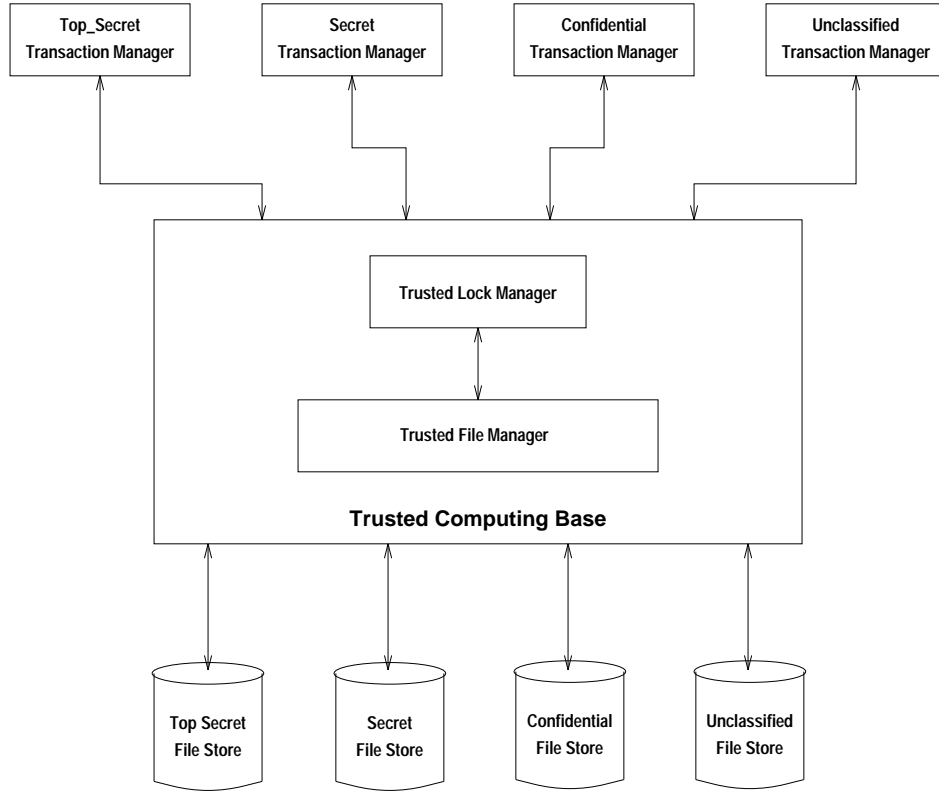 Top_Secret
Transaction Manager
Secret
Transaction Manager
Confidential
Transaction Manager
Unclassified
Transaction Manager
Trusted Lock Manager
Trusted File Manager
Trusted Computing Base
Top Secret
File Store
Secret
File Store
Confidential
File Store
Unclassified
File Store